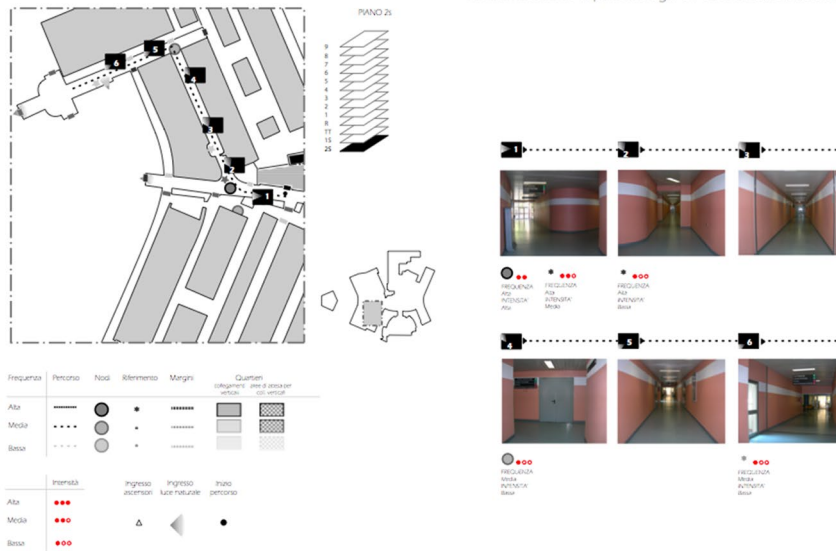 PIANO 2s
9
8
7
6
5
4
3
2
1
R
TT
1S
2S
6
5
4
3
2
1
1
2
3
FREQUENZA
Alta
INTENSITA'
Alta
FREQUENZA
Alta
INTENSITA'
Media
FREQUENZA
Alta
INTENSITA'
Bassa
4
5
6
FREQUENZA
Media
INTENSITA'
Bassa
FREQUENZA
Media
INTENSITA'
Bassa
Frequenza Percorso Nodi Riferimento Margini Quartieri
collegamenti verticali aree di attesa per coll. verticali
Alta
Media
Bassa
Intensità
Alta
Media
Bassa
Ingresso ascensori
Ingresso luce naturale
Inizio percorso